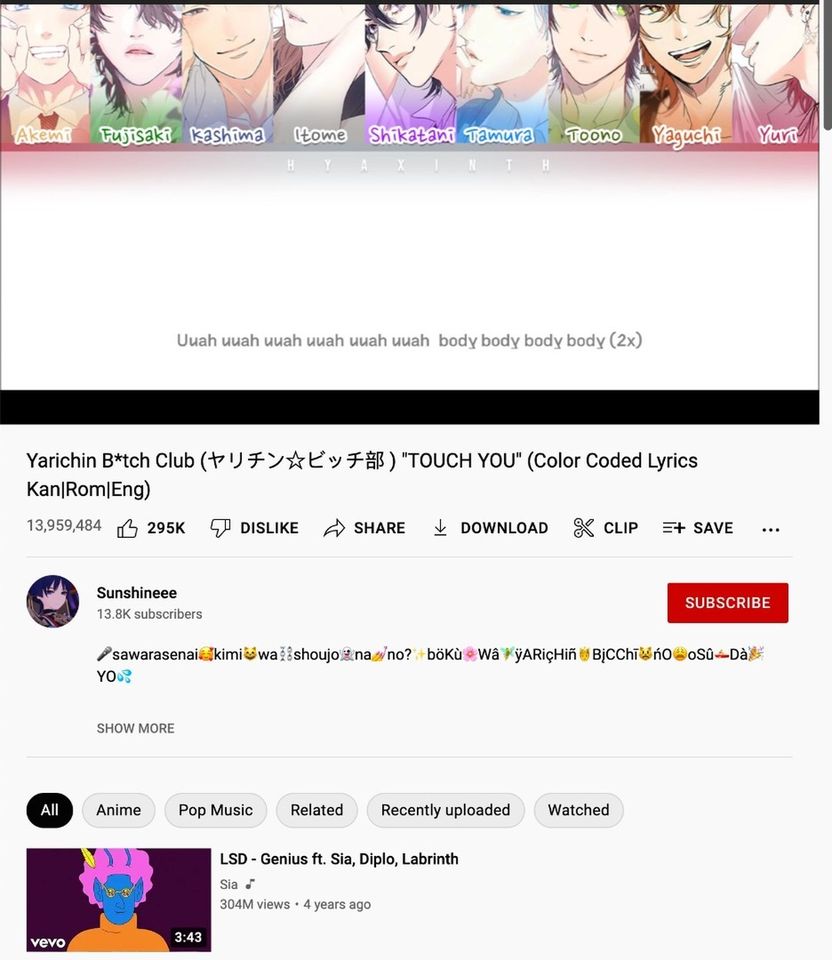 Akemi Fujisaki Kashima Itome Shikatani Tamura Toono Yaguchi Yuri
HYAXINTH
Uuah uuah uuah uuah uuah uuah body body body body (2x)
Yarichin B*tch Club (ヤリチン☆ビッチ部 ) "TOUCH YOU" (Color Coded Lyrics
Kan|Rom|Eng)
13,959,484 295K DISLIKE SHARE DOWNLOAD CLIP SAVE ...
Sunshineee
13.8K subscribers
SUBSCRIBE
🎤sawarasenai🥰kimi😺wa⛓shoujo👻na💅no?✨böKù🌸Wâ🧚ÿARiçHiñ🤴BįCChī😿ńO😩oSû🚤Dà🎉
YO💦
SHOW MORE
All Anime Pop Music Related Recently uploaded Watched
LSD - Genius ft. Sia, Diplo, Labrinth
Sia
304M views • 4 years ago
vevo 3:43